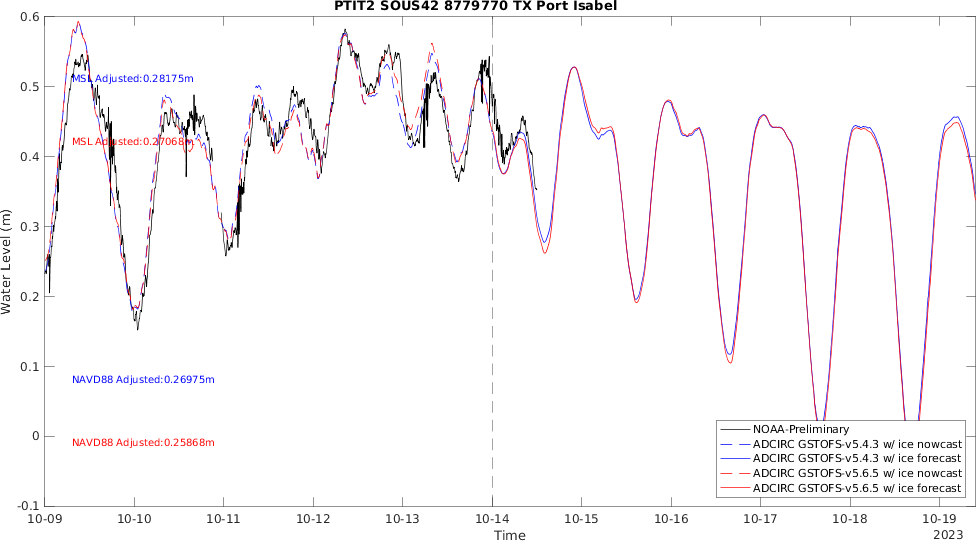 PTIT2 SOUS42 8779770 TX Port Isabel
0.6
0.5
0.4
0.3
0.2
0.1
0
-0.1
Water Level (m)
MSL Adjusted:0.28175m
MSL Adjusted:0.27068m
NAVD88 Adjusted:0.26975m
NAVD88 Adjusted:0.25868m
NOAA-Preliminary
ADCIRC GSTOFS-v5.4.3 w/ ice nowcast
ADCIRC GSTOFS-v5.4.3 w/ ice forecast
ADCIRC GSTOFS-v5.6.5 w/ ice nowcast
ADCIRC GSTOFS-v5.6.5 w/ ice forecast
10-09 10-10 10-11 10-12 10-13 10-14 10-15 10-16 10-17 10-18 10-19
Time
2023